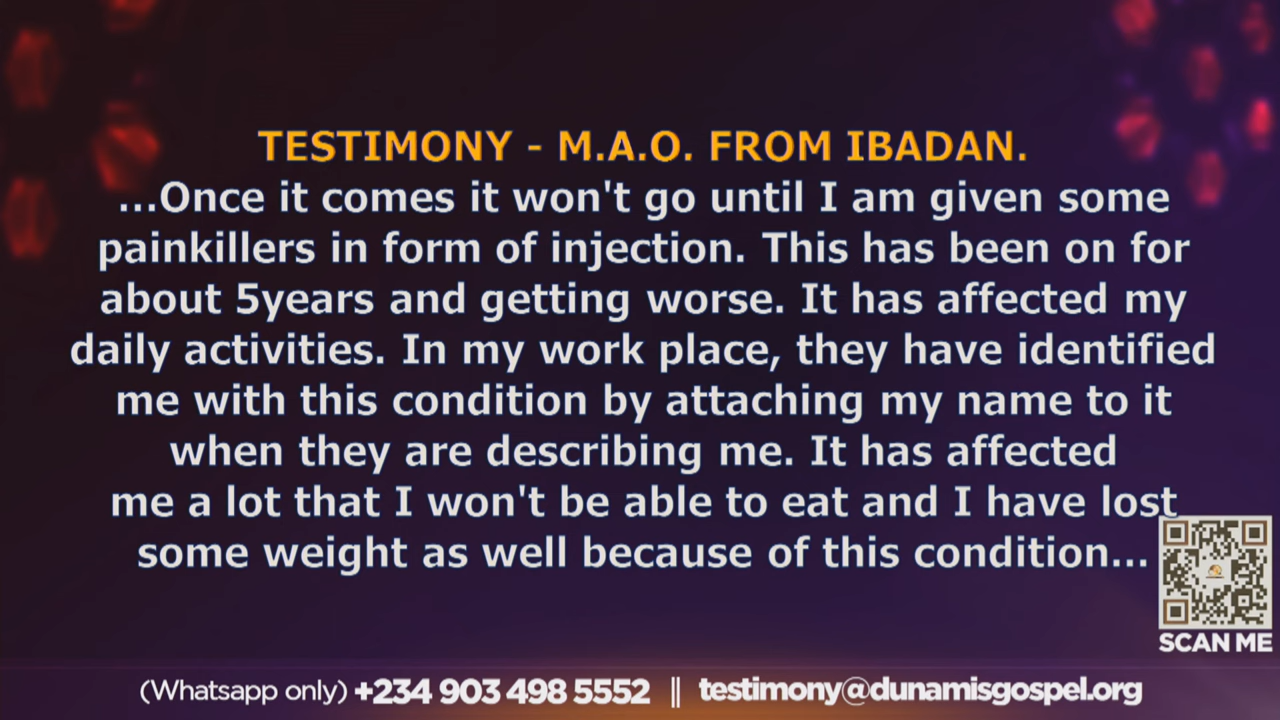 TESTIMONY - M.A.O. FROM IBADAN.
...Once it comes it won't go until I am given some
painkillers in form of injection. This has been on for
about 5years and getting worse. It has affected my
daily activities. In my work place, they have identified
me with this condition by attaching my name to it
when they are describing me. It has affected
me a lot that I won't be able to eat and I have lost
some weight as well because of this condition...
SCAN ME
(Whatsapp only) +234 903 498 5552 || testimony@dunamisgospel.org